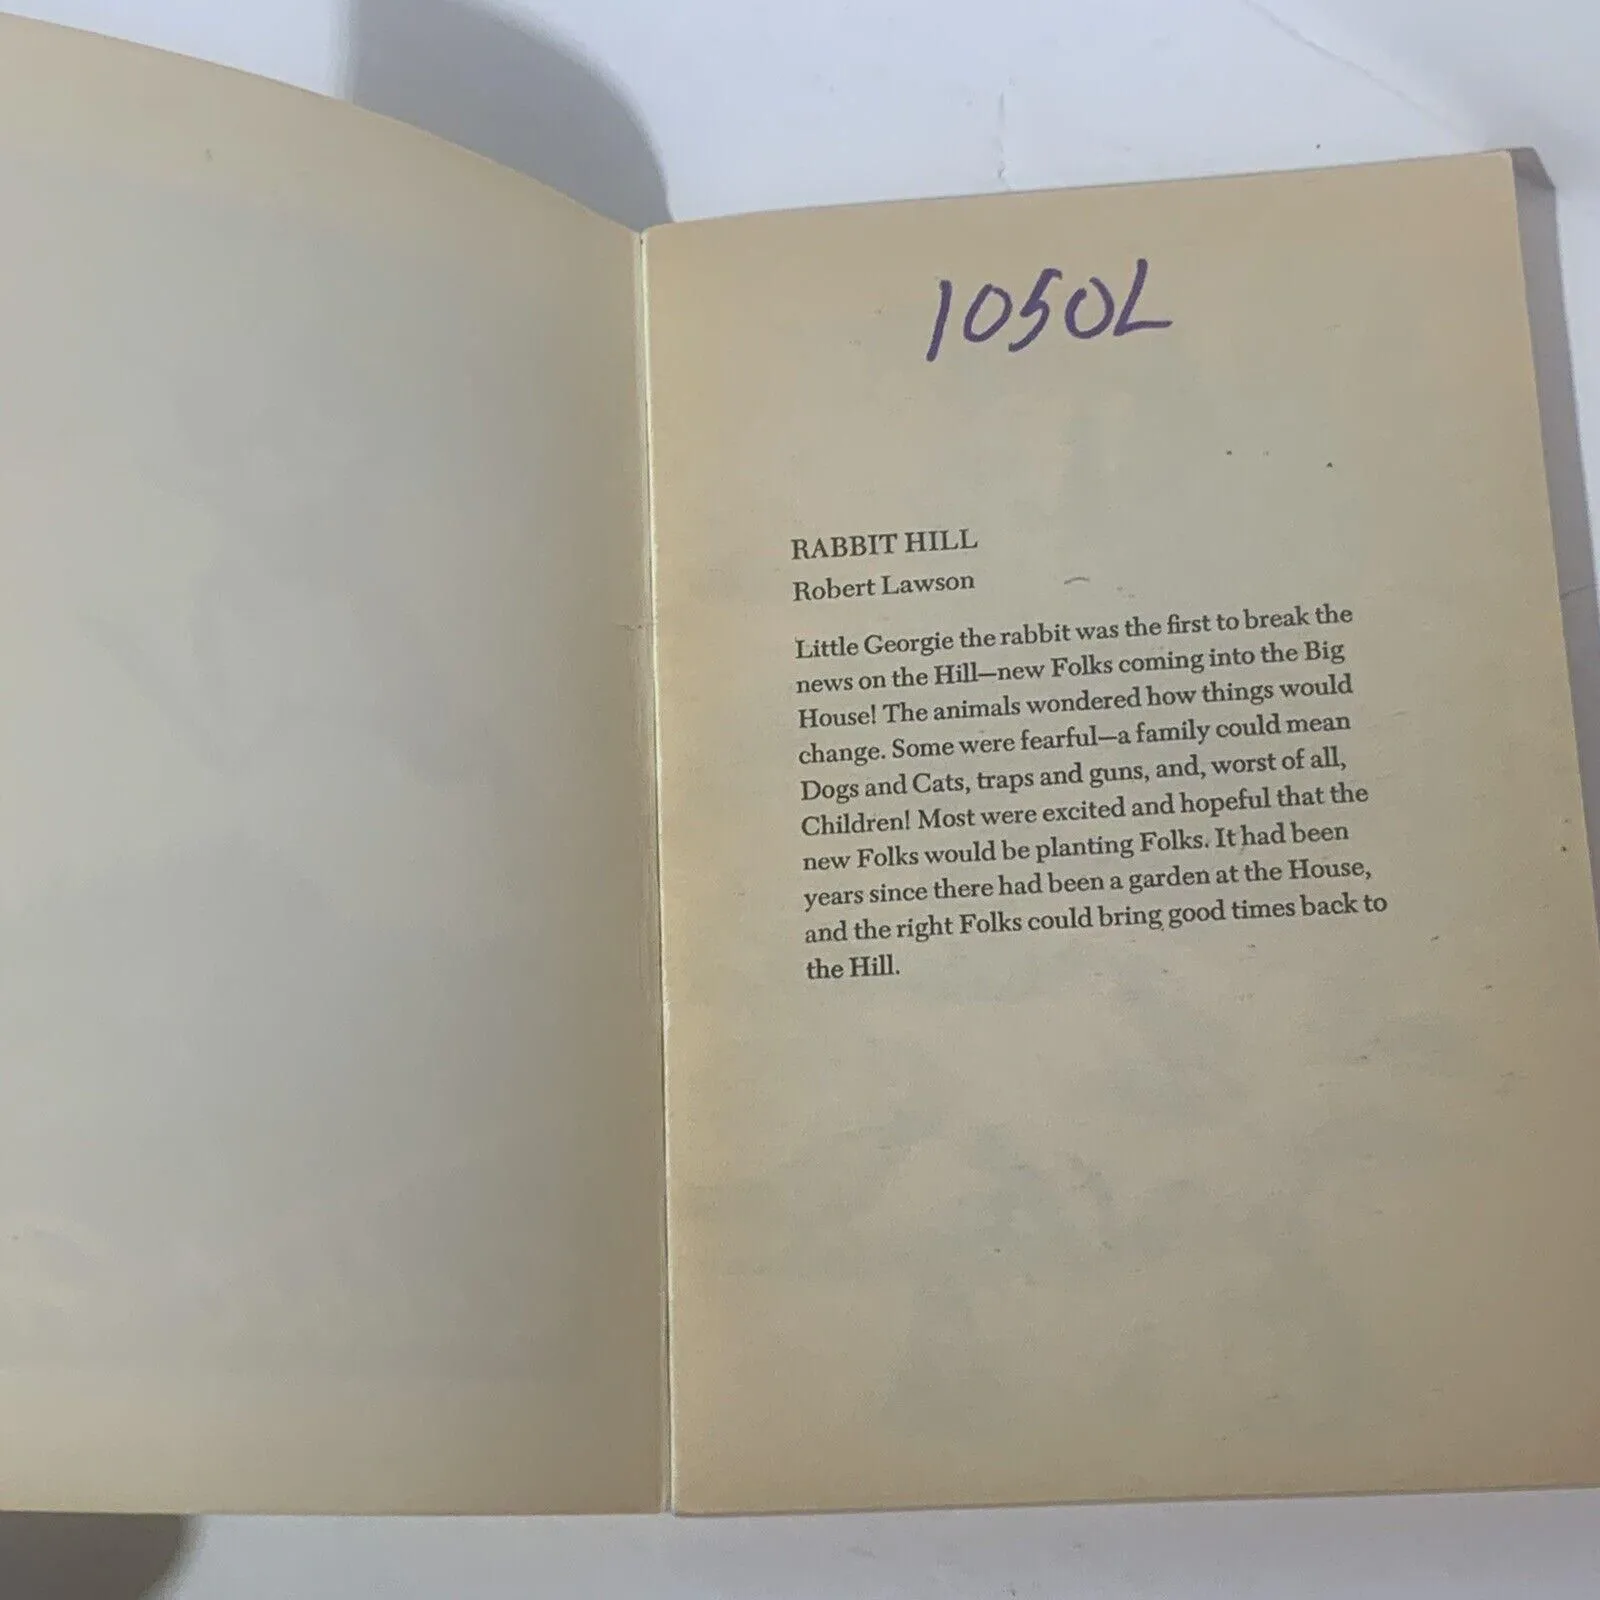 1050L
RABBIT HILL
Robert Lawson
Little Georgie the rabbit was the first to break the
news on the Hill—new Folks coming into the Big
House! The animals wondered how things would
change. Some were fearful—a family could mean
Dogs and Cats, traps and guns, and, worst of all,
Children! Most were excited and hopeful that the
new Folks would be planting Folks. It had been
years since there had been a garden at the House,
and the right Folks could bring good times back to
the Hill.